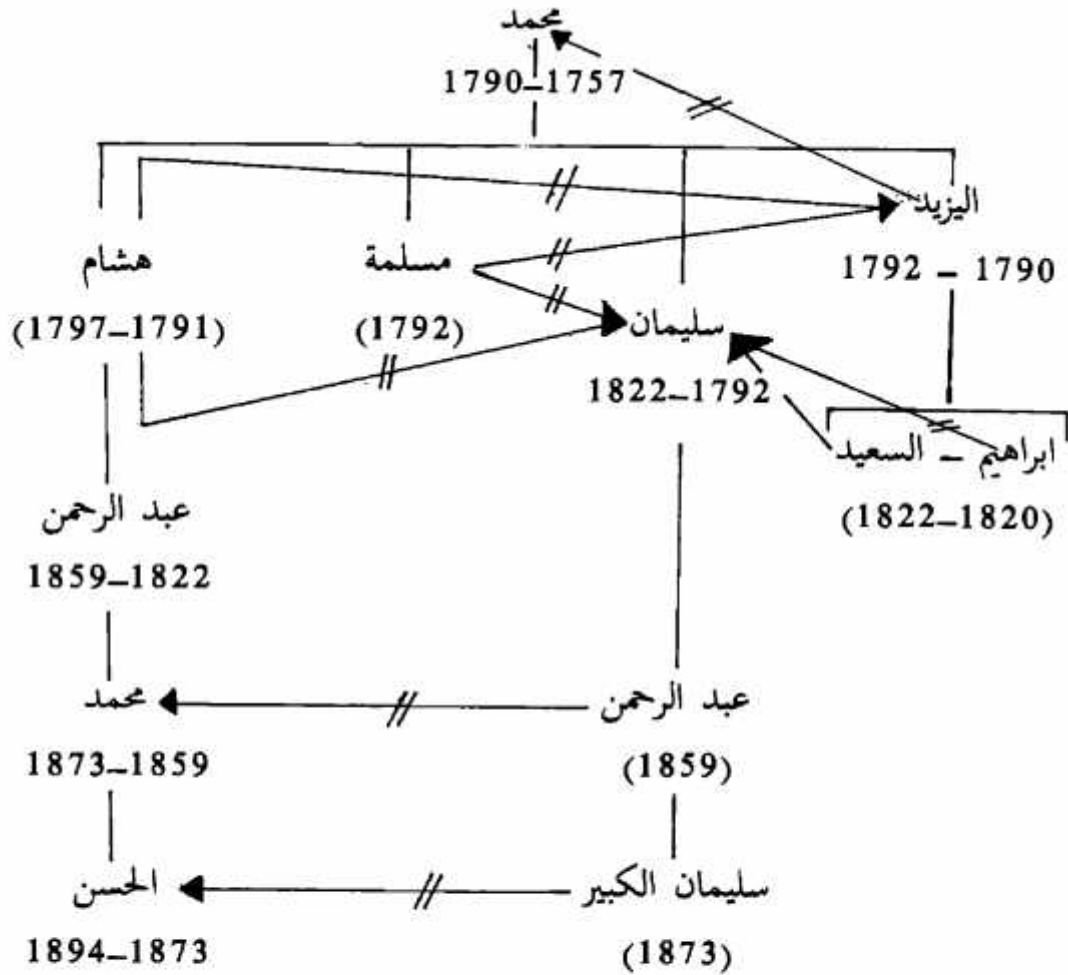 محمد
1790–1757
اليزيد
1792 – 1790
مسلمة
هشام
(1792)
(1797–1791)
سليمان
1822–1792
ابراهيم – السعيد
(1822–1820)
عبد الرحمن
1859–1822
عبد الرحمن
محمد
(1859)
1873–1859
سليمان الكبير
الحسن
(1873)
1894–1873